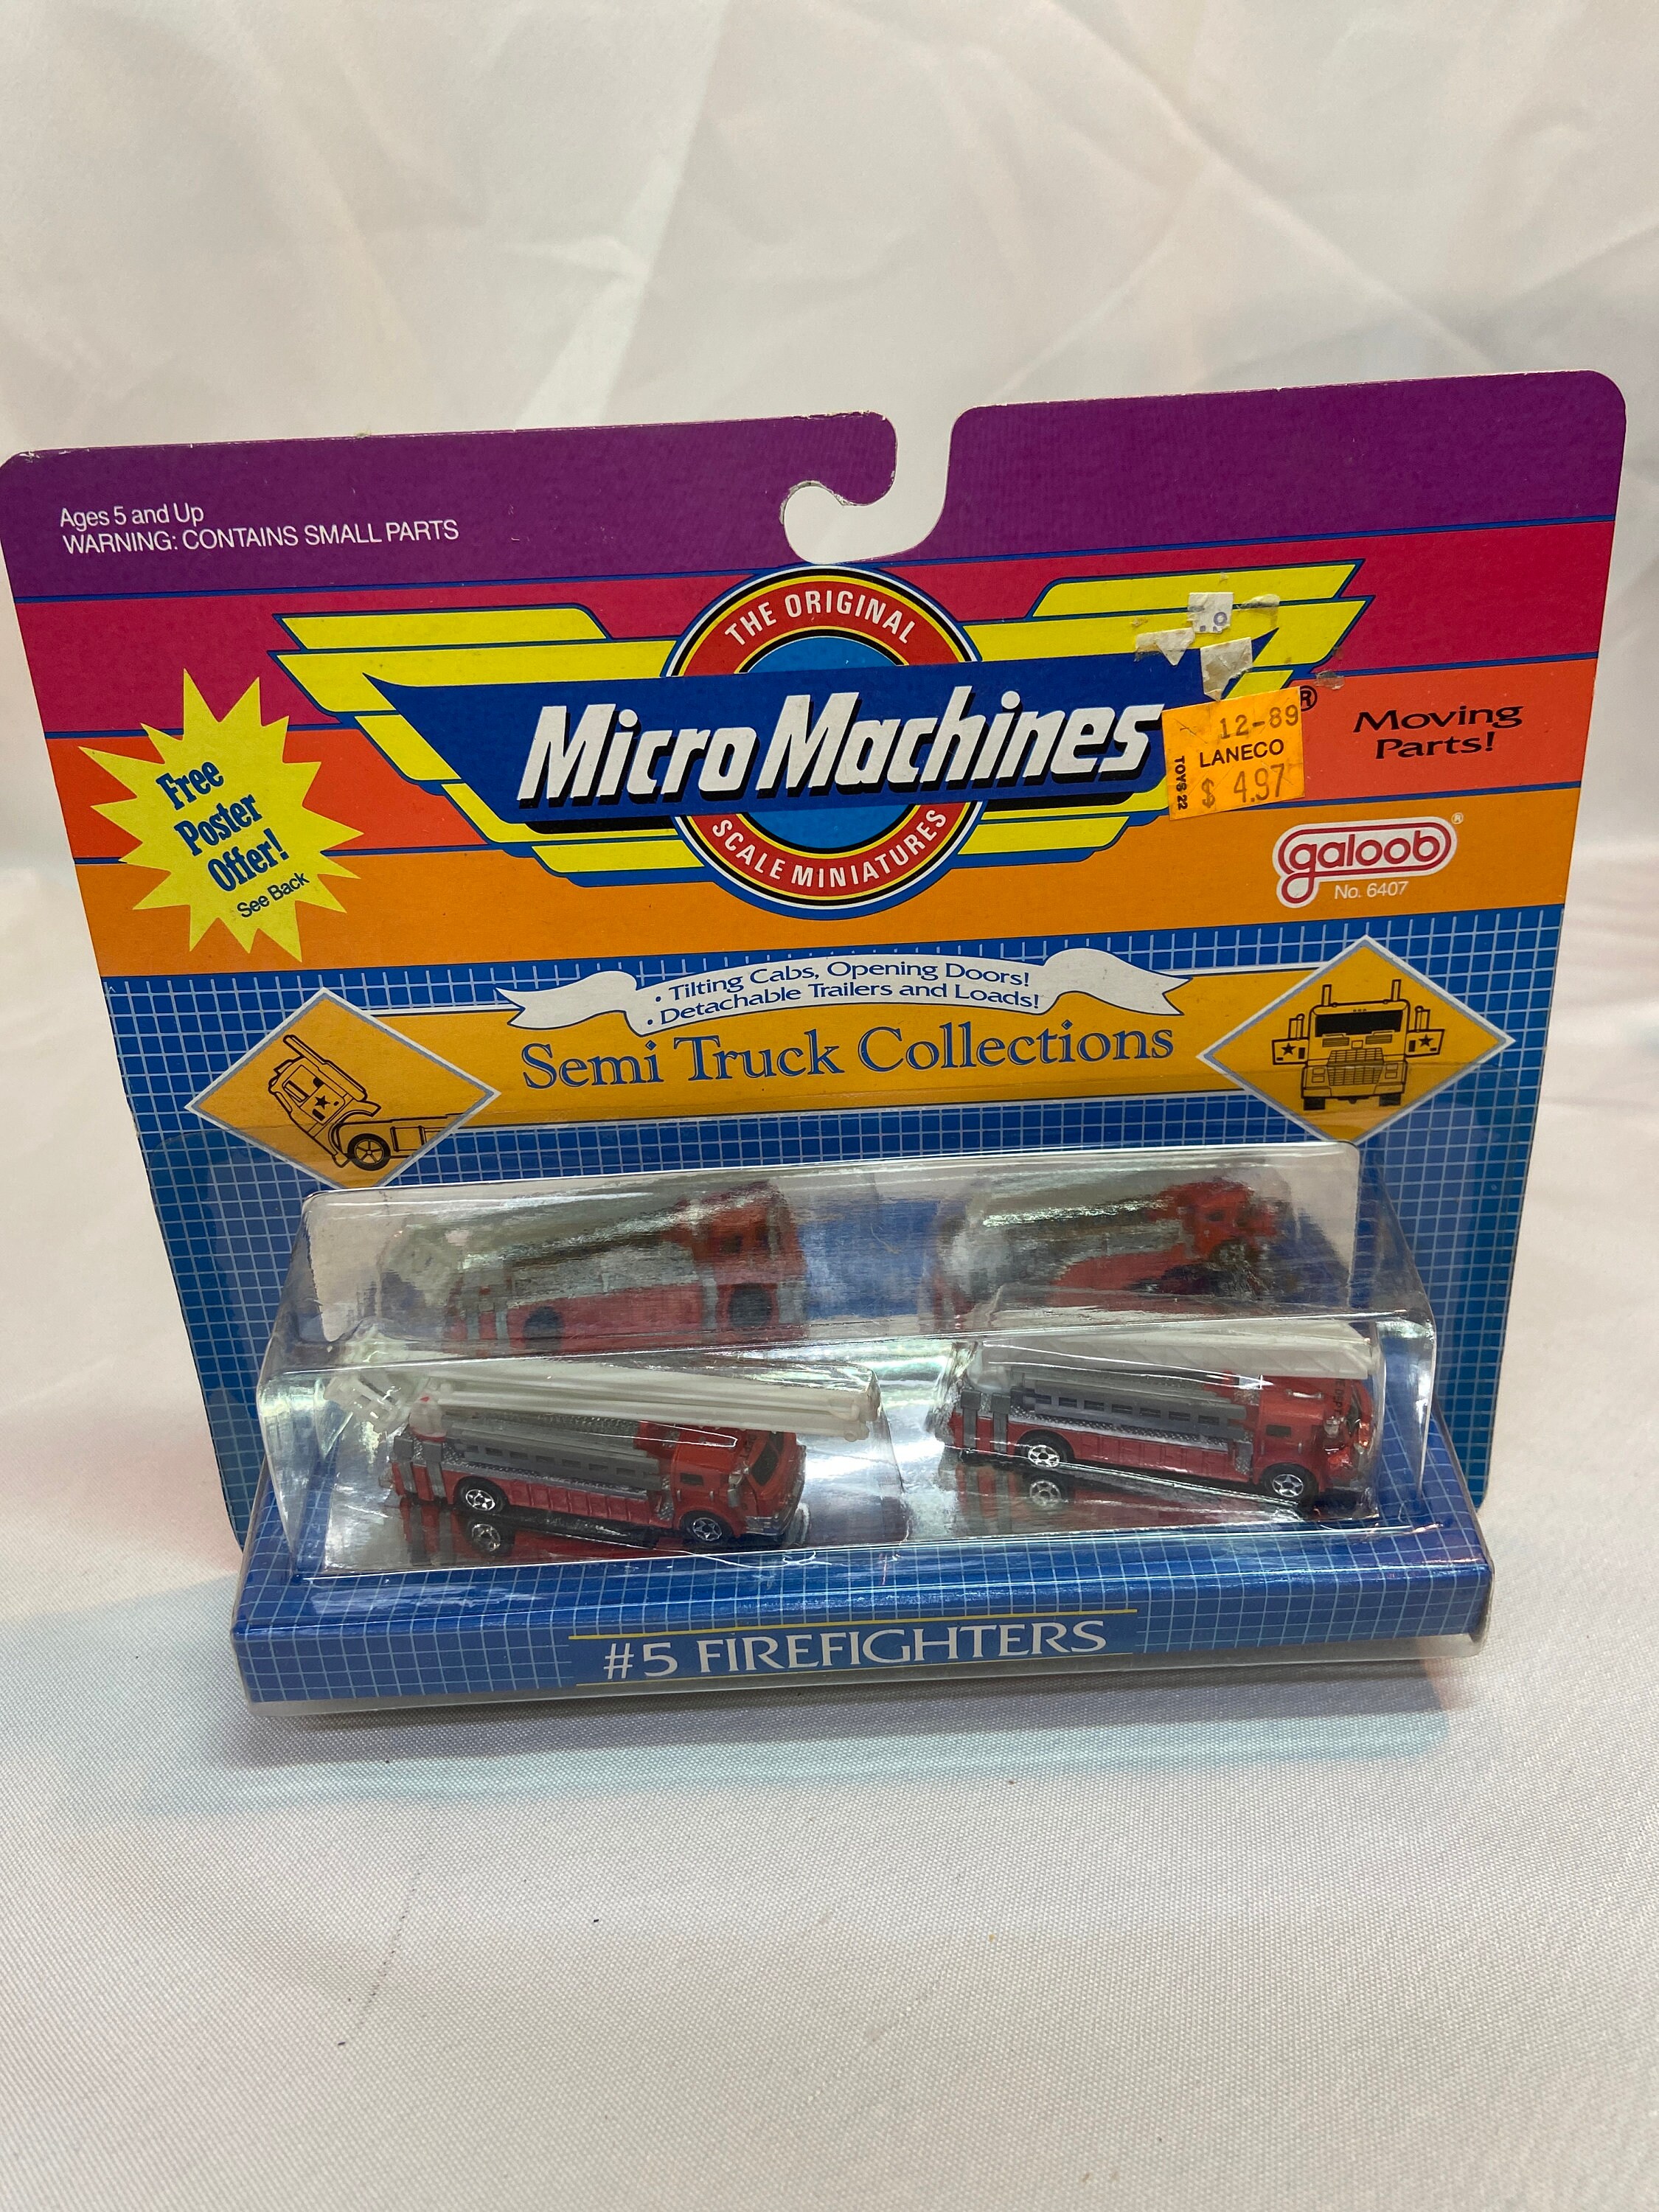 Ages 5 and Up
WARNING: CONTAINS SMALL PARTS
THE ORIGINAL
Micro Machines®
SCALE MINIATURES
Free
Poster
Offer!
See Back
12-89
LANECO
$ 4.97
TOYS 22
Moving
Parts!
galoob®
No. 6407
• Tilting Cabs, Opening Doors!
• Detachable Trailers and Loads!
Semi Truck Collections
#5 FIREFIGHTERS